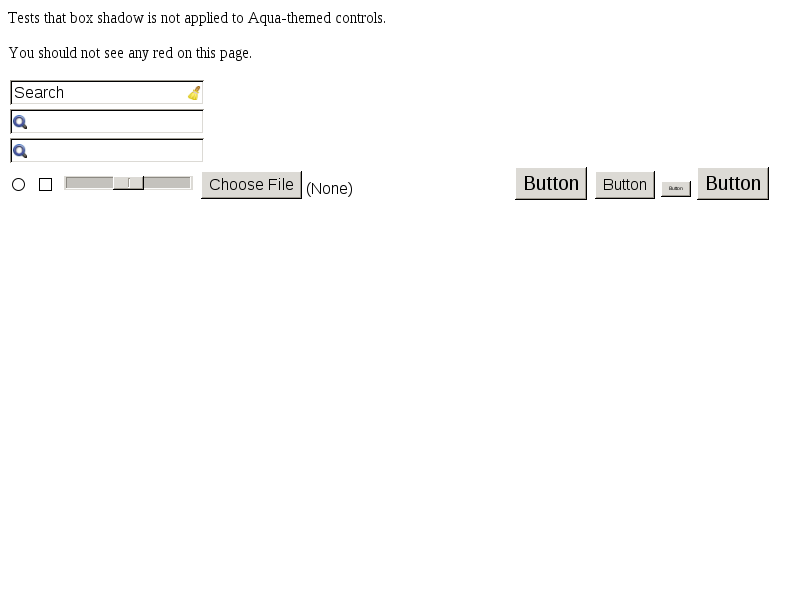 Tests that box shadow is not applied to Aqua-themed controls.
You should not see any red on this page.
Search
Choose File (None) Button Button Button Button